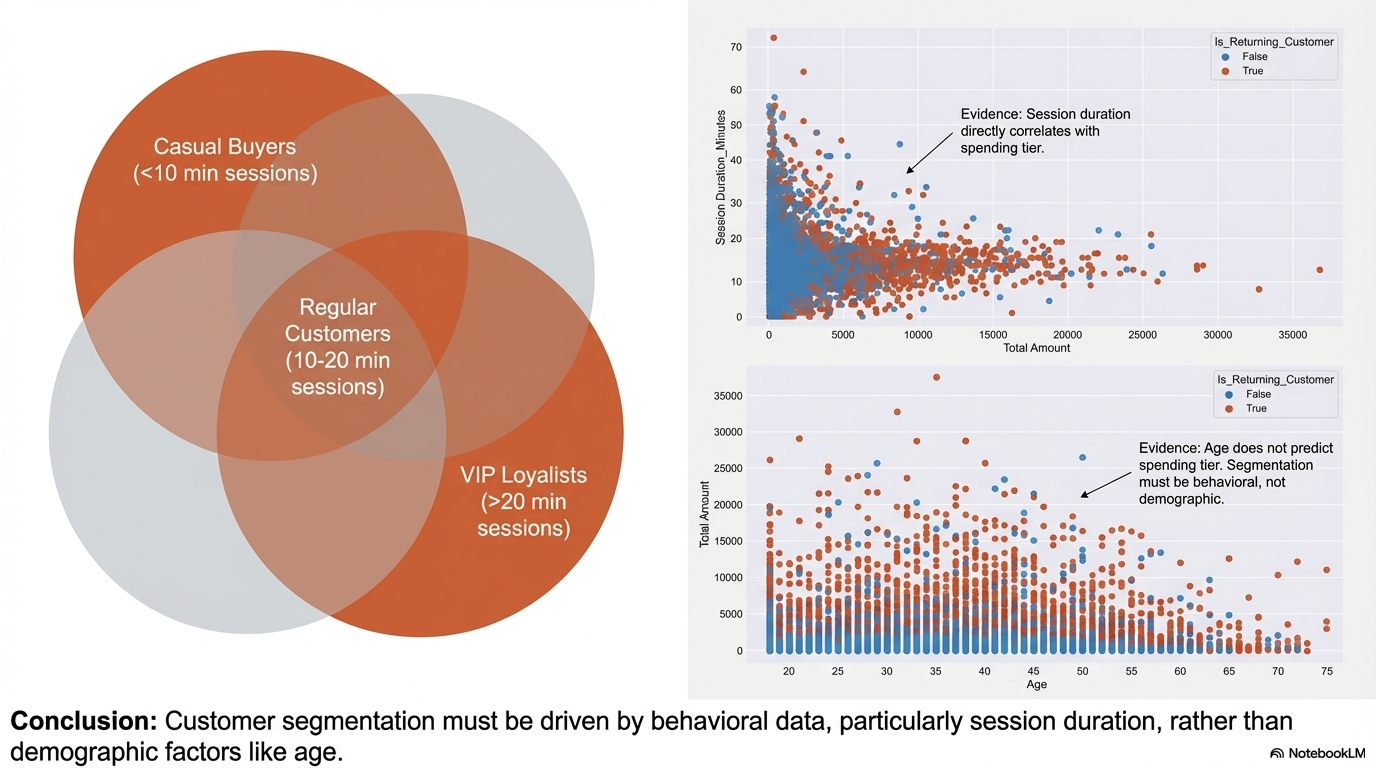 Casual Buyers
(<10 min sessions)
Regular
Customers
(10-20 min
sessions)
VIP Loyalists
(>20 min
sessions)
Is_Returning_Customer
False
True
Evidence: Session duration
directly correlates with
spending tier.
Session Duration_Minutes
70
60
50
40
30
20
10
0
0 5000 10000 15000 20000 25000 30000 35000
Total Amount
Is_Returning_Customer
False
True
Evidence: Age does not predict
spending tier. Segmentation
must be behavioral, not
demographic.
Total Amount
35000
30000
25000
20000
15000
10000
5000
0
20 25 30 35 40 45 50 55 60 65 70 75
Age
Conclusion: Customer segmentation must be driven by behavioral data, particularly session duration, rather than
demographic factors like age.
NotebookLM